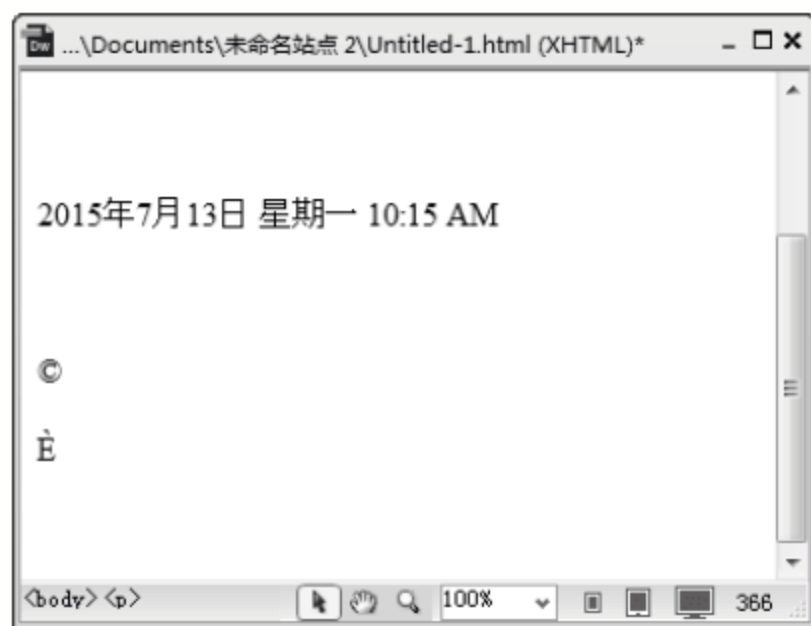 Dw ...\Documents\未命名站点 2\Untitled-1.html (XHTML)*
2015年7月13日 星期一 10:15 AM
©
È
<body> <p> 100% 366